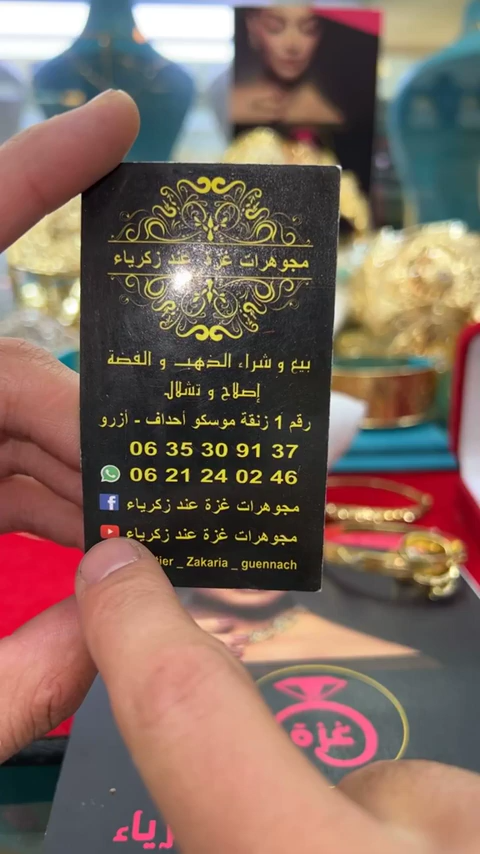 مجوهرات غزة عند زكرياء
بيع و شراء الذهب و الفضة
إصلاح و تشلال
رقم 1 زنقة موسكو أحداف - أزرو
06 35 30 91 37
06 21 24 02 46
مجوهرات غزة عند زكرياء
مجوهرات غزة عند زكرياء
_ Zakaria _ guennach
غزة